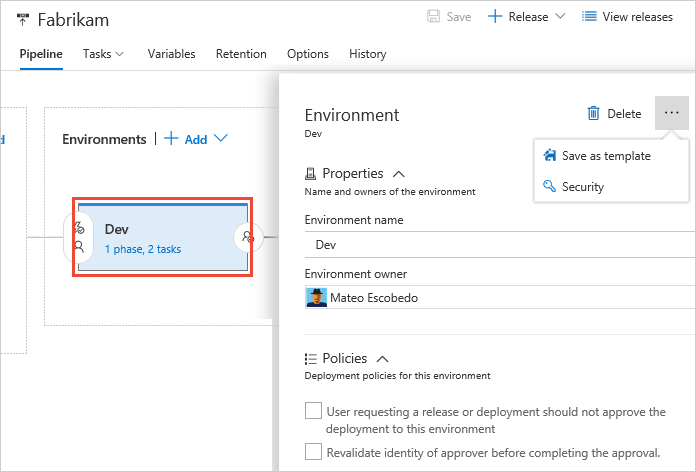 Fabrikam
Save
Release
View releases
Pipeline
Tasks
Variables
Retention
Options
History
Environments
Add
Dev
1 phase, 2 tasks
Environment
Dev
Delete
...
Save as template
Security
Properties
Name and owners of the environment
Environment name
Dev
Environment owner
Mateo Escobedo
Policies
Deployment policies for this environment
User requesting a release or deployment should not approve the
deployment to this environment
Revalidate identity of approver before completing the approval.